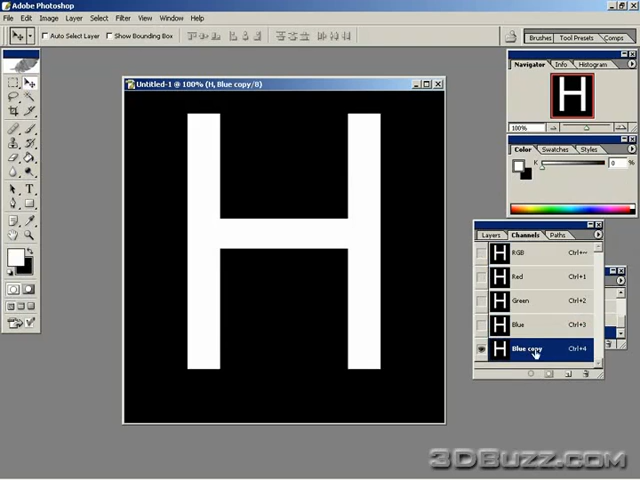 Adobe Photoshop
File Edit Image Layer Select Filter View Window Help
Auto Select Layer Show Bounding Box
Brushes Tool Presets Comps
Untitled-1 @ 100% (H, Blue copy/8)
H
Navigator Info Histogram
H
100%
Color Swatches Styles
K 0 %
Layers Channels Paths
H RGB Ctrl+~
H Red Ctrl+1
H Green Ctrl+2
H Blue Ctrl+3
H Blue copy Ctrl+4
T
3DBuzz.com